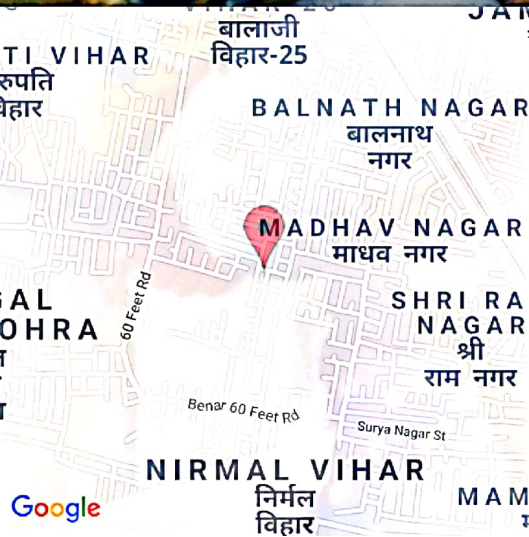 बालाजी
विहार-25
TI VIHAR
रुपति
वेहार
BALNATH NAGAR
बालनाथ
नगर
MADHAV NAGAR
माधव नगर
60 Feet Rd
GAL
OHRA
SHRI RA
NAGAR
श्री
राम नगर
Benar 60 Feet Rd
Surya Nagar St
NIRMAL VIHAR
निर्मल
विहार
MAM
Google